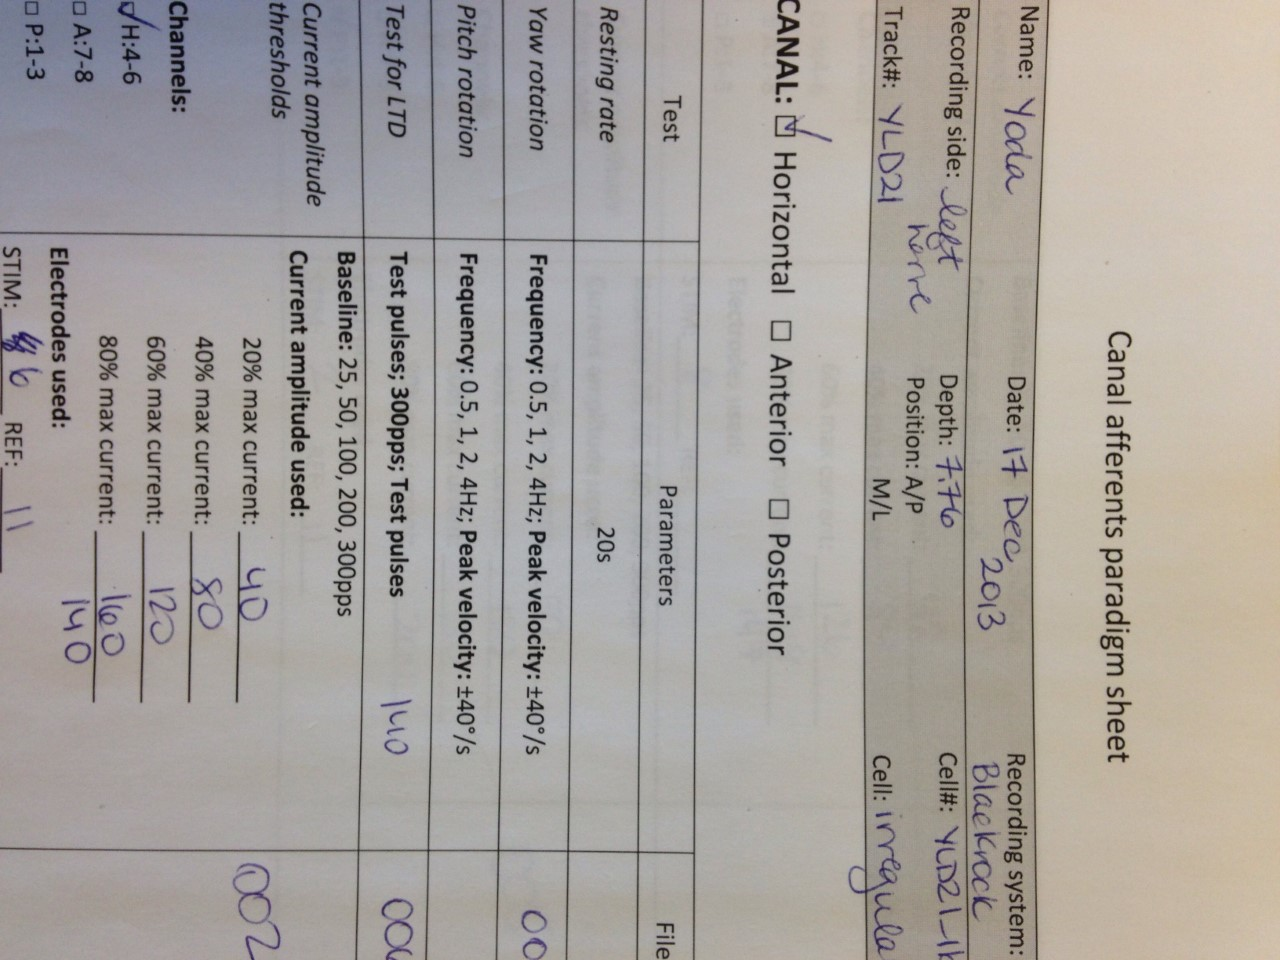 Canal afferents paradigm sheet
Name: Yoda Date: 17 Dec 2013 Recording system: Blackrock
Recording side: left nerve Depth: 7.76 Cell#:
Position: A/P
Track#: YLD21 M/L Cell:
CANAL: ☑ Horizontal ☐ Anterior ☐ Posterior
Test Parameters File
Resting rate 20s
Yaw rotation Frequency: 0.5, 1, 2, 4Hz; Peak velocity: ±40°/s
Pitch rotation Frequency: 0.5, 1, 2, 4Hz; Peak velocity: ±40°/s
Test for LTD Test pulses; 300pps; Test pulses 140
Current amplitude thresholds Baseline: 25, 50, 100, 200, 300pps
Current amplitude used:
20% max current: 40 002
40% max current: 80
60% max current: 120
80% max current: 160
140
Channels:
☑ H:4-6
☐ A:7-8
☐ P:1-3
Electrodes used:
STIM: 6 REF: 11